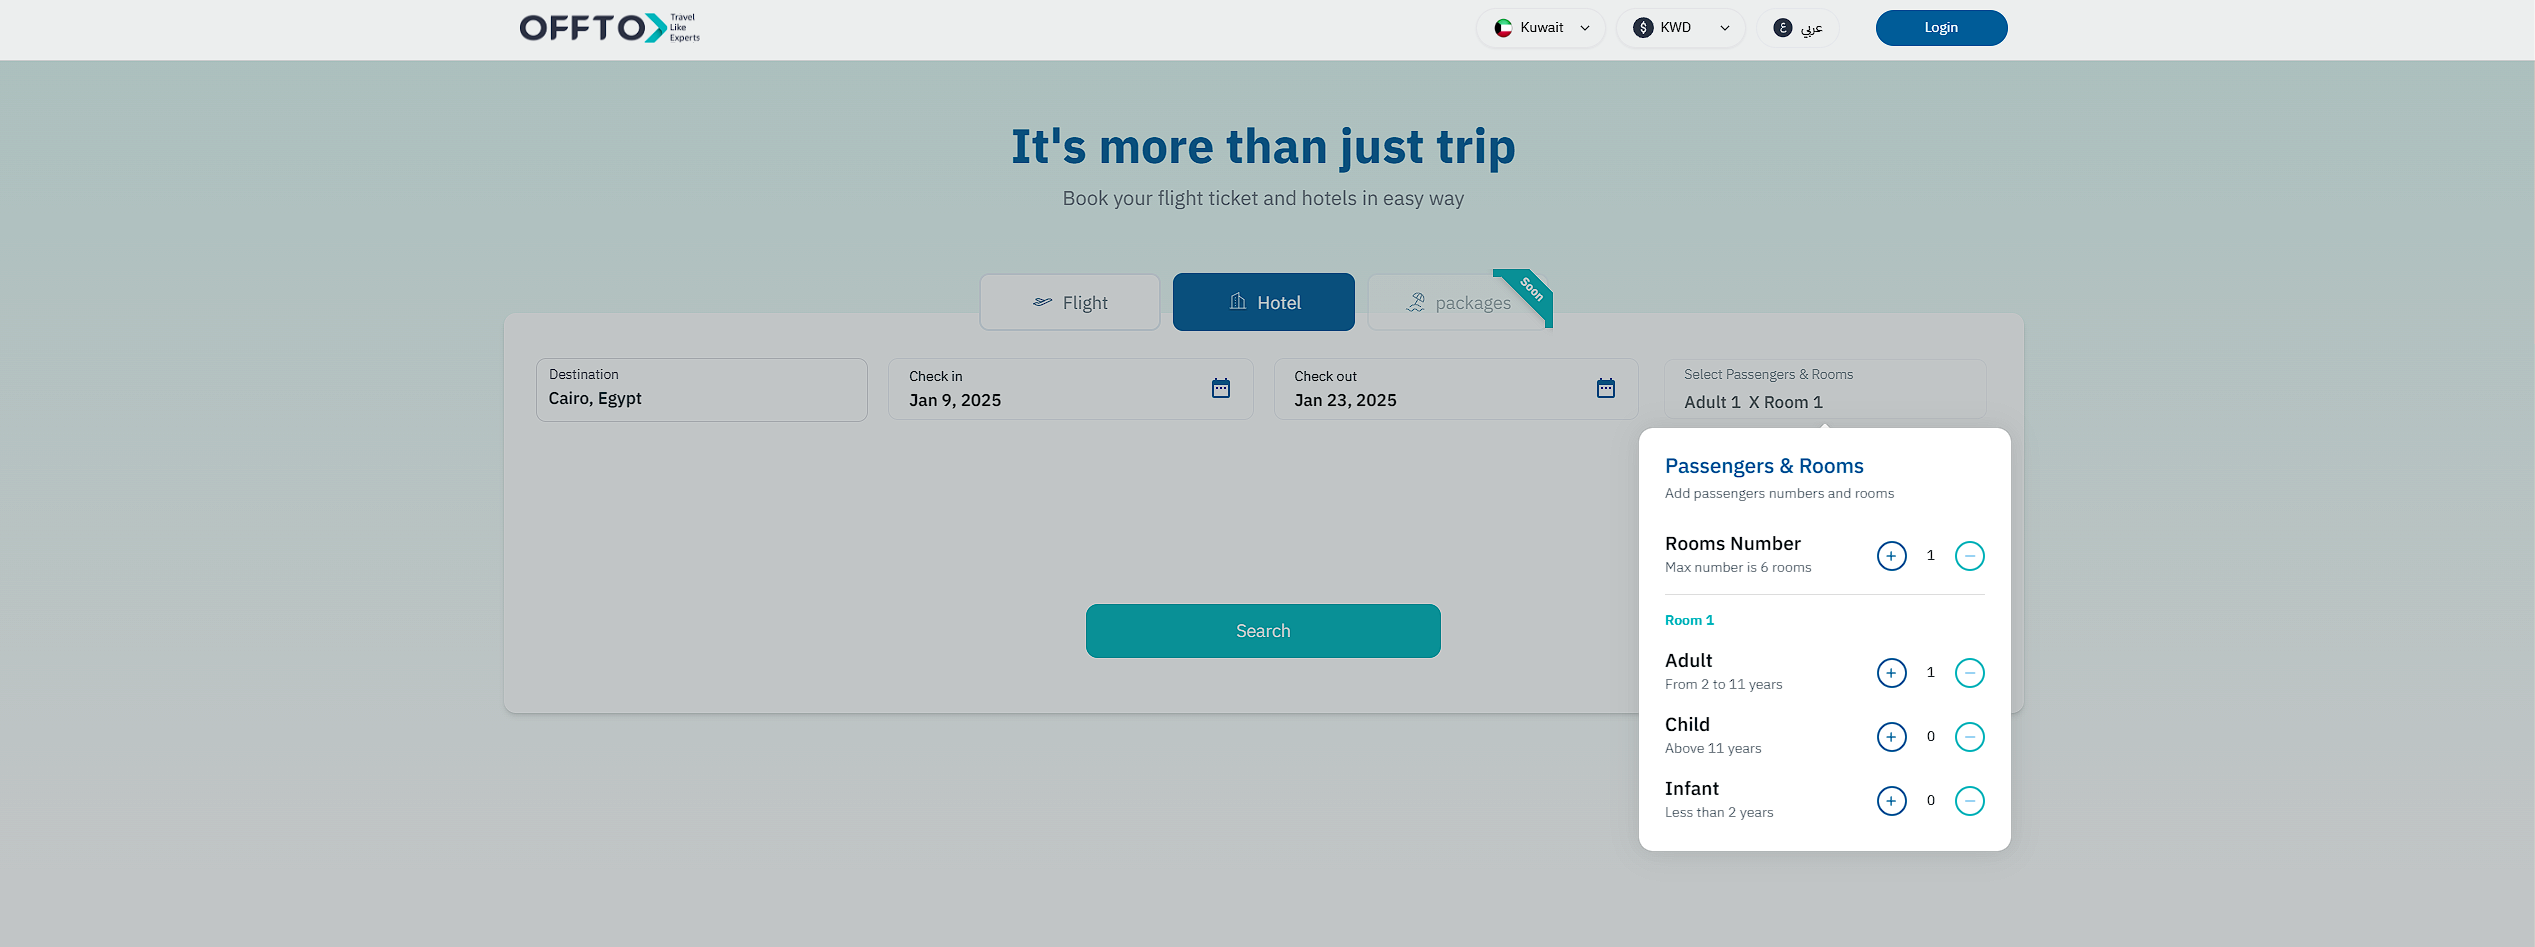 OFFTO
Travel
Like
Experts
Kuwait
$ KWD
ع عربي
Login
It's more than just trip
Book your flight ticket and hotels in easy way
Flight
Hotel
packages
Soon
Destination
Cairo, Egypt
Check in
Jan 9, 2025
Check out
Jan 23, 2025
Select Passengers & Rooms
Adult 1 X Room 1
Passengers & Rooms
Add passengers numbers and rooms
Rooms Number
Max number is 6 rooms
+ 1 −
Room 1
Adult
From 2 to 11 years
+ 1 −
Child
Above 11 years
+ 0 −
Infant
Less than 2 years
+ 0 −
Search